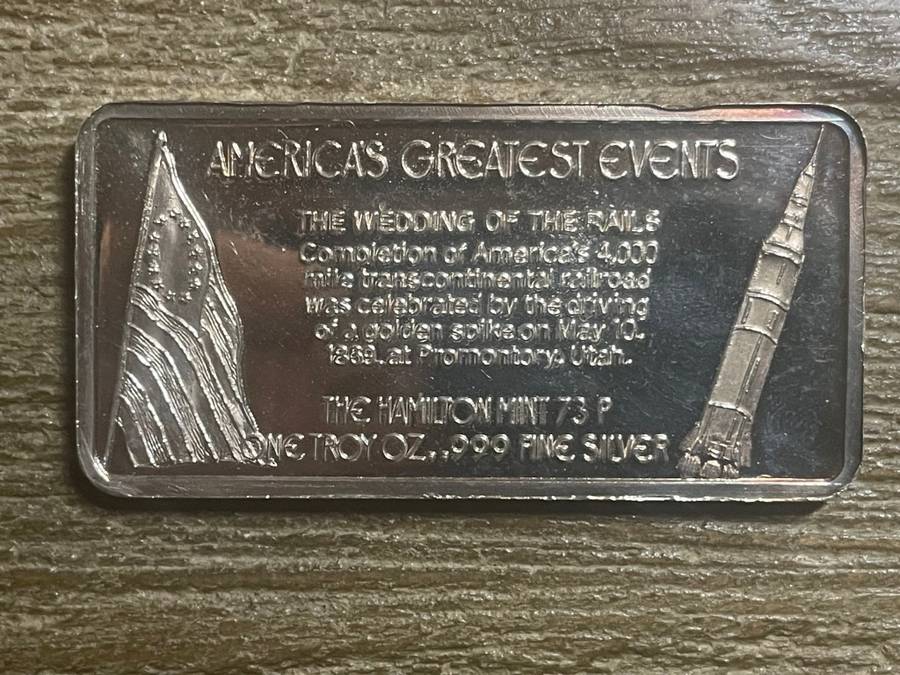 AMERICA'S GREATEST EVENTS
THE WEDDING OF THE RAILS
Completion of America's 4,000
mile transcontinental railroad
was celebrated by the driving
of a golden spike on May 10,
1869, at Promontory, Utah.
THE HAMILTON MINT 73 P
ONE TROY OZ. .999 FINE SILVER